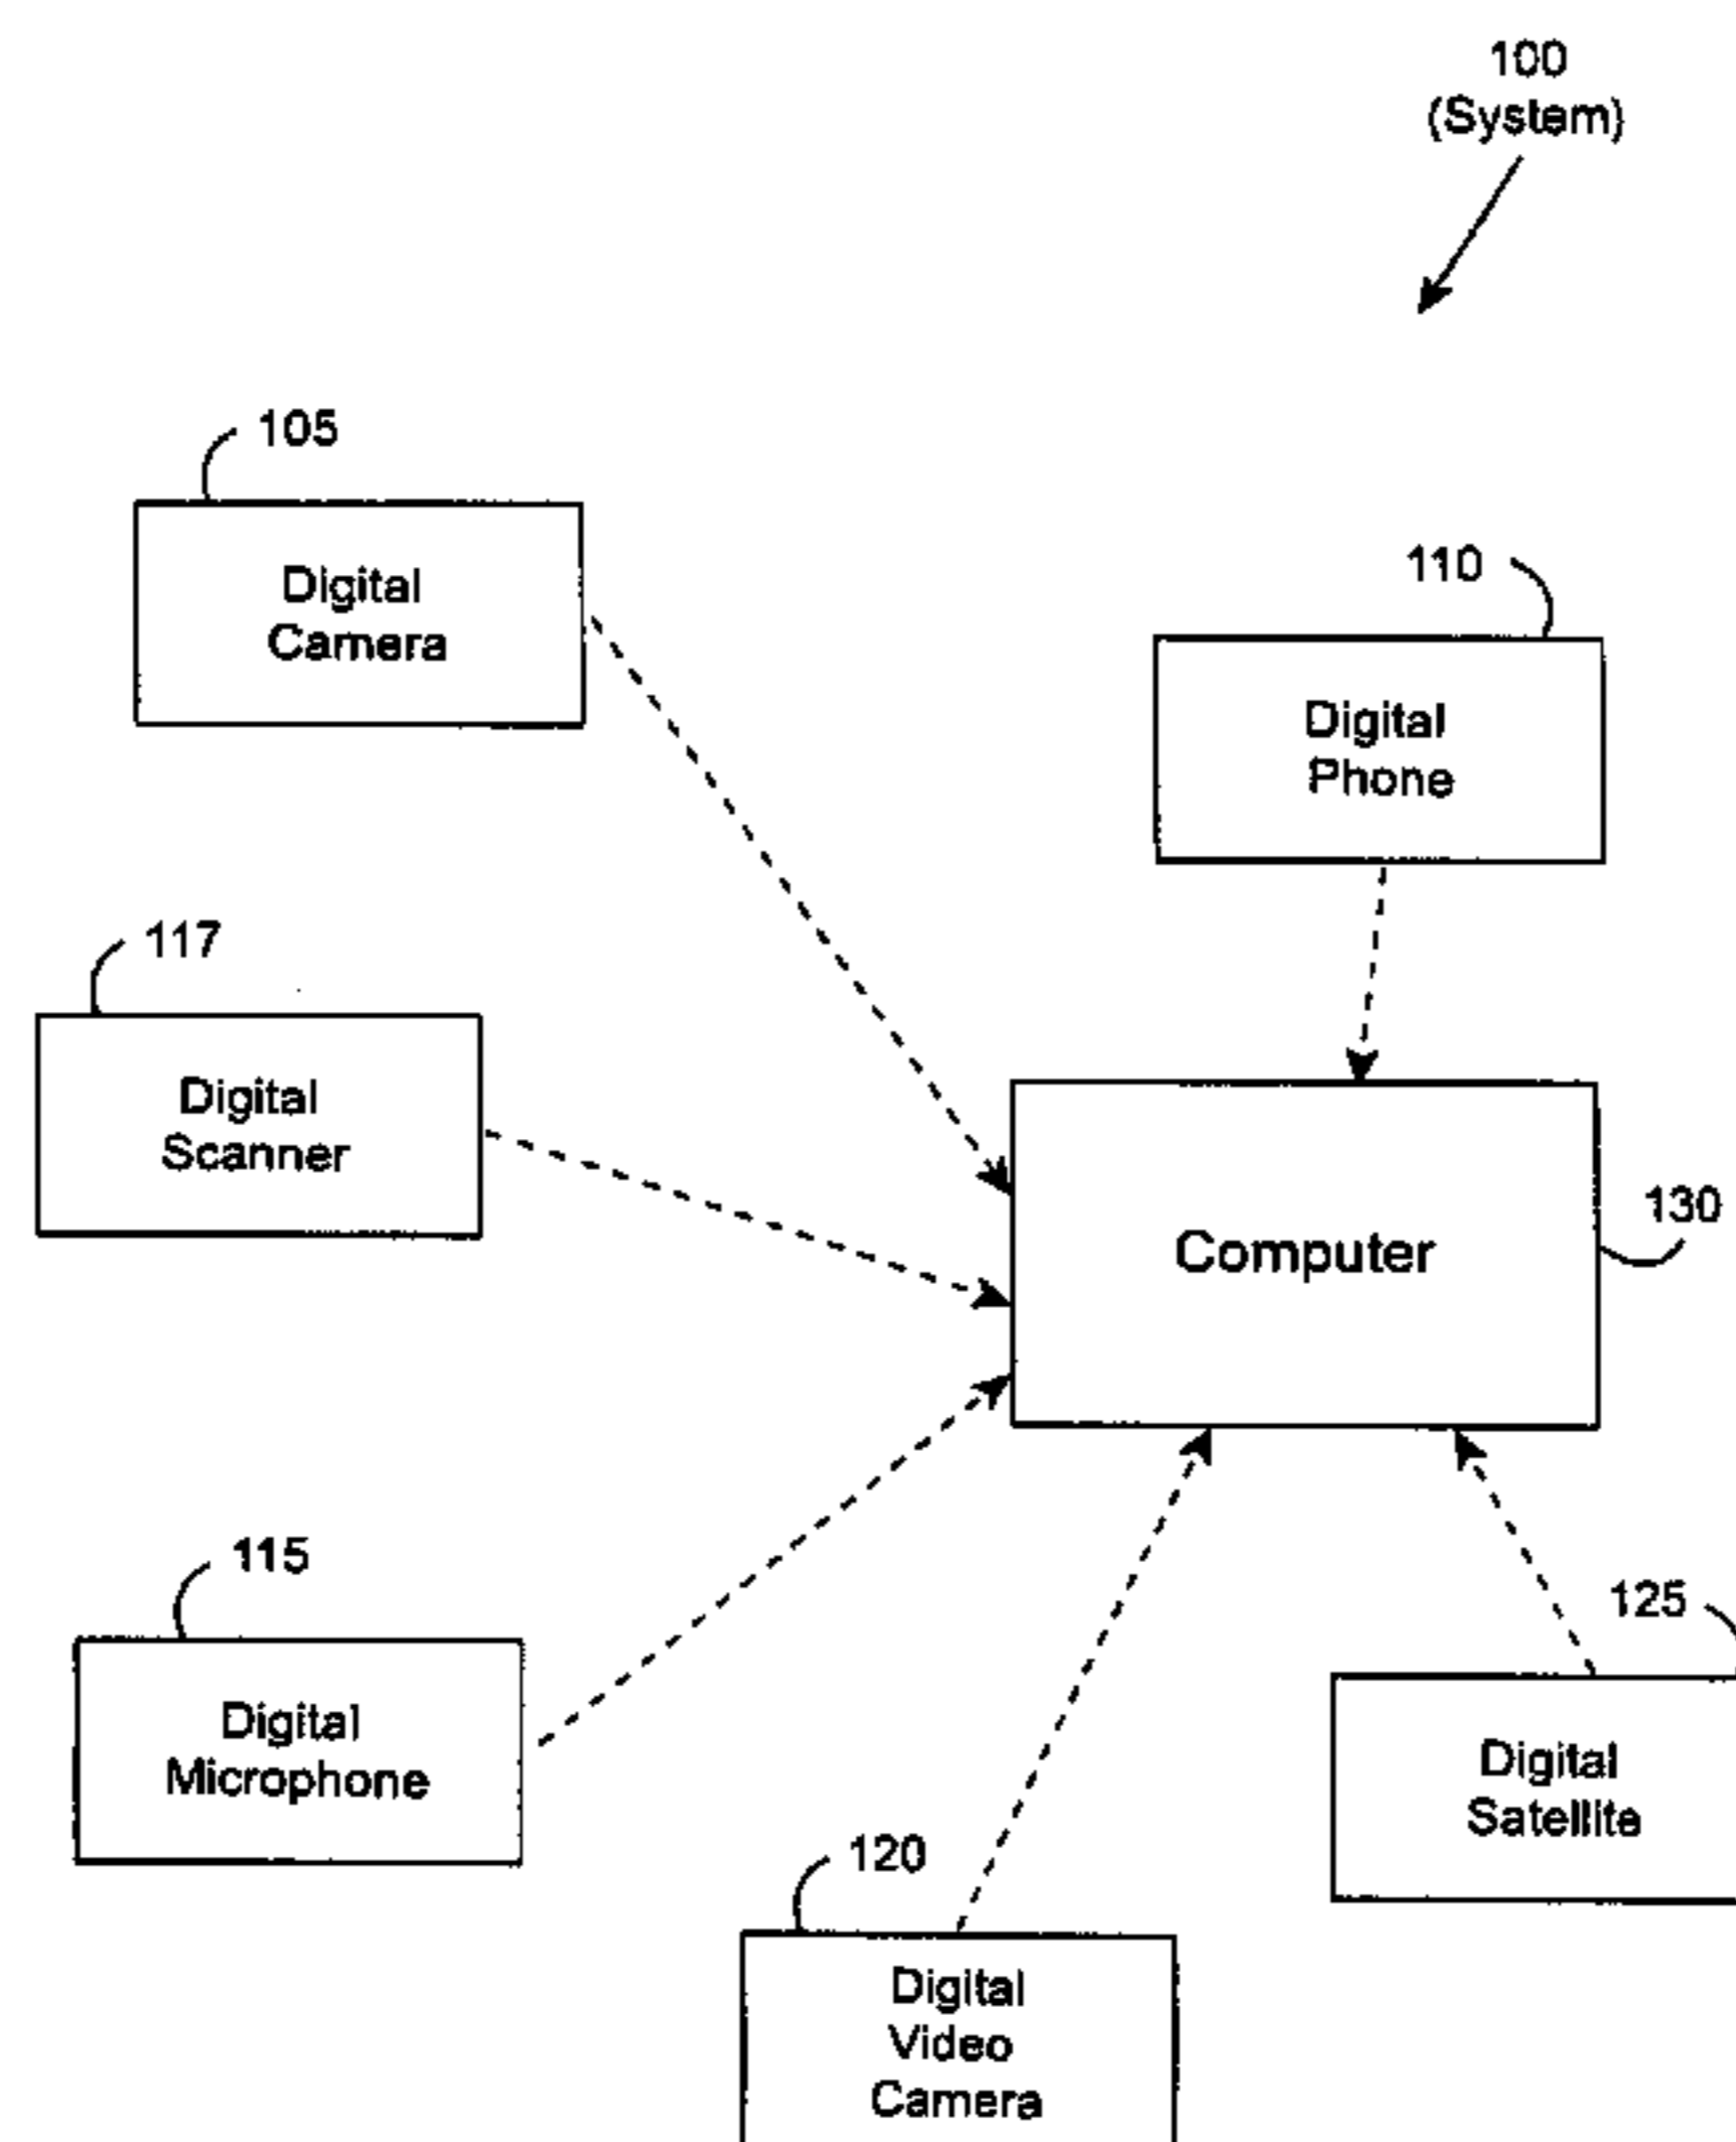 100
(System)
105
Digital
Camera
110
Digital
Phone
117
Digital
Scanner
130
Computer
115
Digital
Microphone
125
Digital
Satellite
120
Digital
Video
Camera